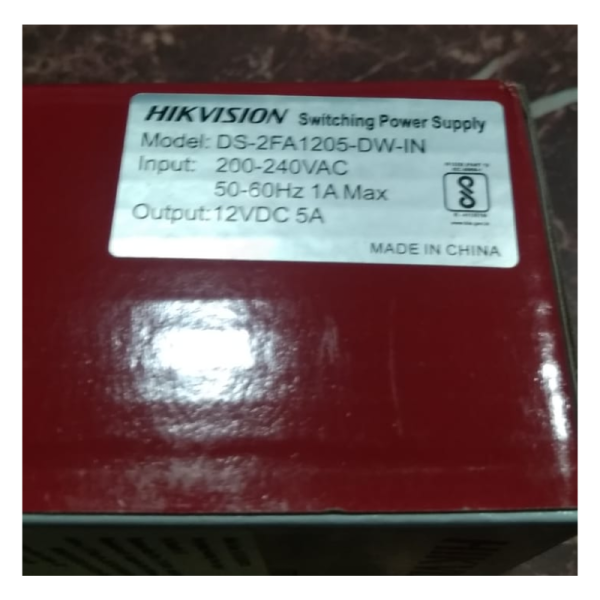 HIKVISION Switching Power Supply
Model: DS-2FA1205-DW-IN
Input: 200-240VAC
50-60Hz 1A Max
Output: 12VDC 5A
MADE IN CHINA